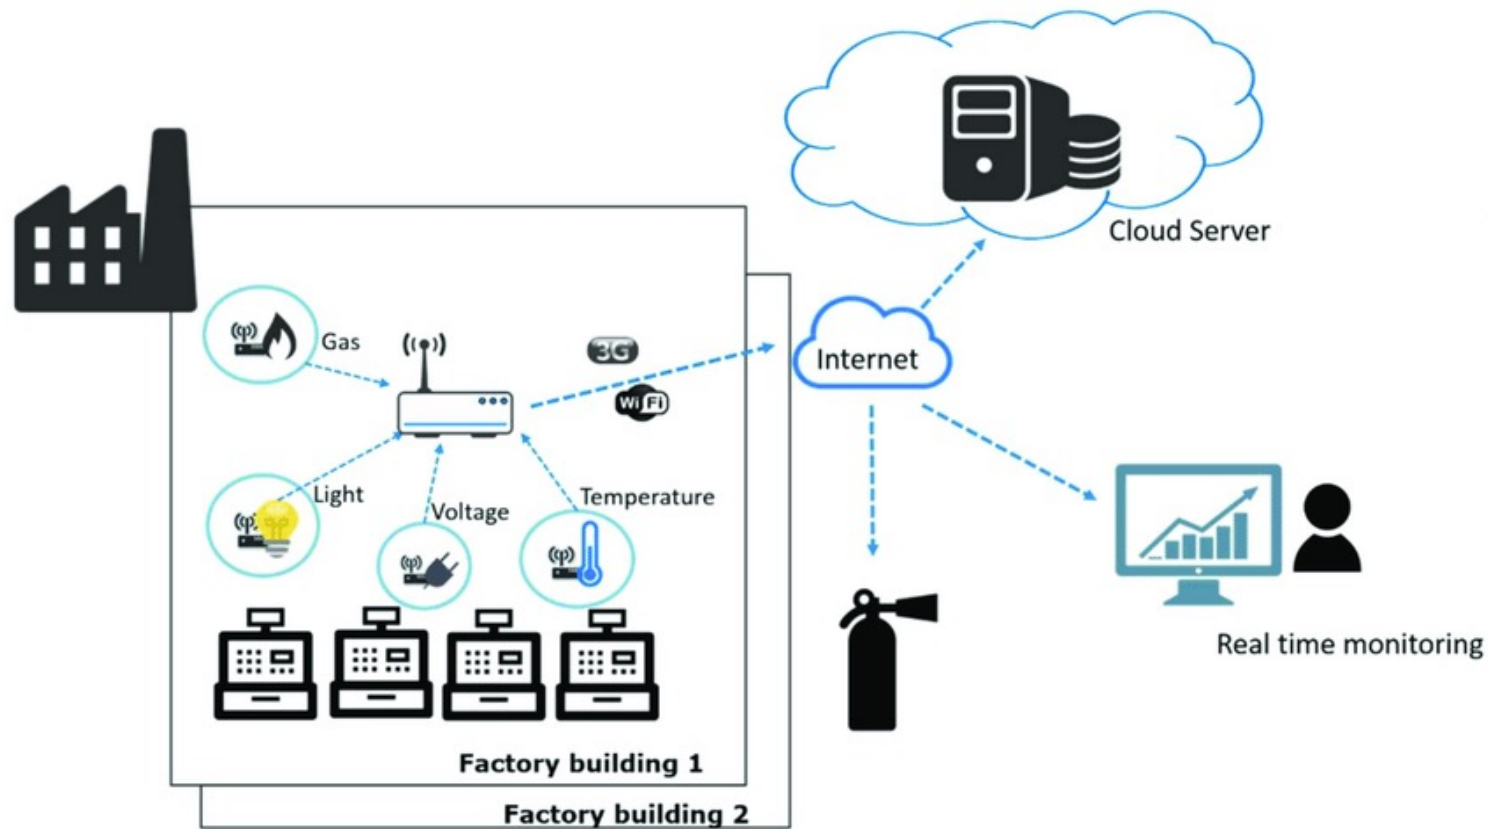 Cloud Server
Gas
3G
Internet
WiFi
Light
Voltage
Temperature
Real time monitoring
Factory building 1
Factory building 2